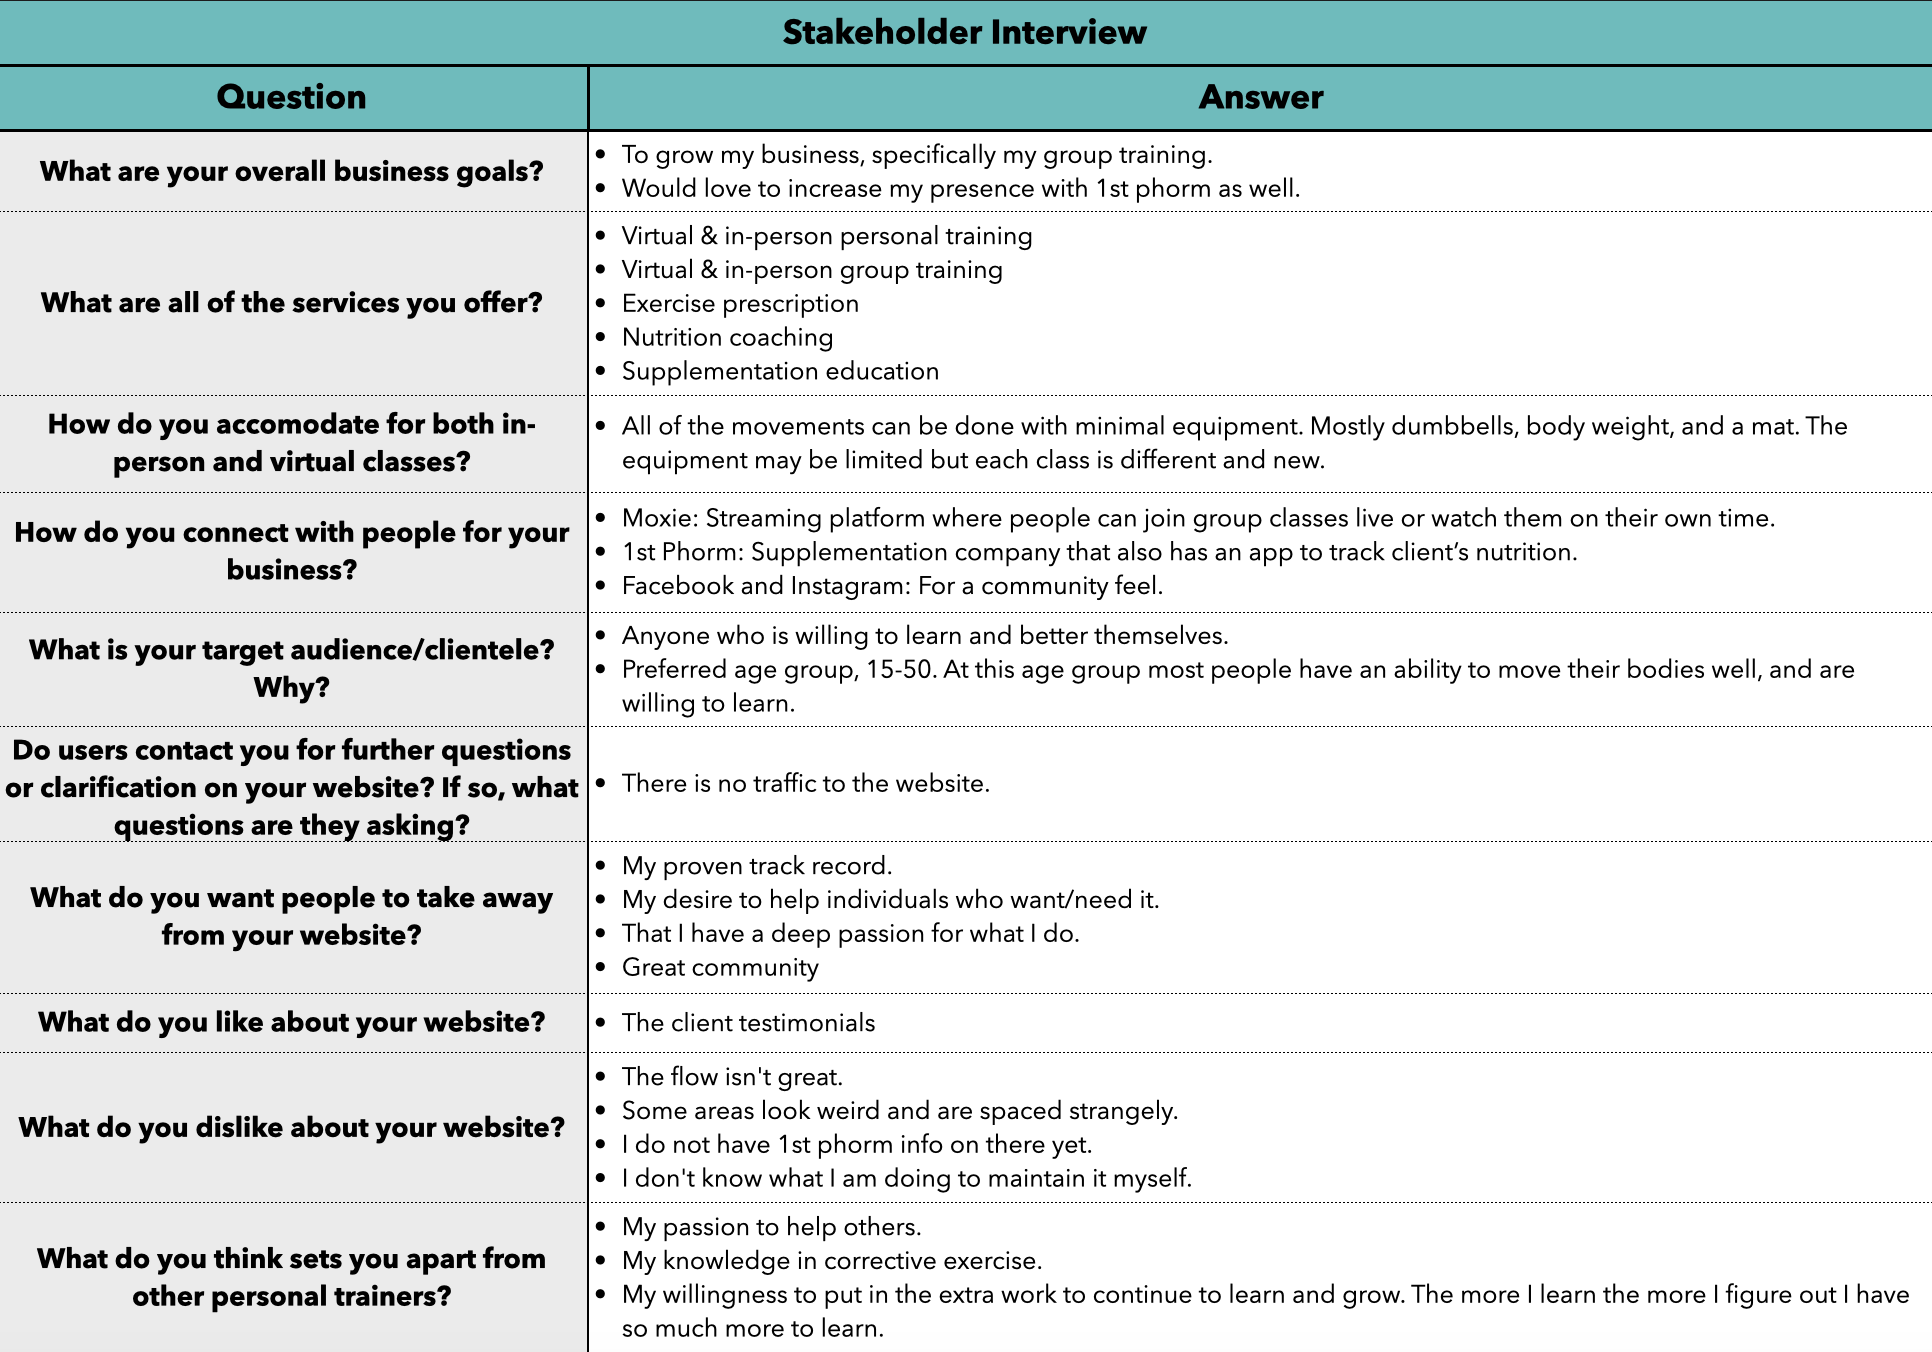 Stakeholder Interview
Question
Answer
What are your overall business goals?
• To grow my business, specifically my group training.
• Would love to increase my presence with 1st phorm as well.
What are all of the services you offer?
• Virtual & in-person personal training
• Virtual & in-person group training
• Exercise prescription
• Nutrition coaching
• Supplementation education
How do you accomodate for both in-
person and virtual classes?
• All of the movements can be done with minimal equipment. Mostly dumbbells, body weight, and a mat. The
equipment may be limited but each class is different and new.
How do you connect with people for your
business?
• Moxie: Streaming platform where people can join group classes live or watch them on their own time.
• 1st Phorm: Supplementation company that also has an app to track client’s nutrition.
• Facebook and Instagram: For a community feel.
What is your target audience/clientele?
Why?
• Anyone who is willing to learn and better themselves.
• Preferred age group, 15-50. At this age group most people have an ability to move their bodies well, and are
willing to learn.
Do users contact you for further questions
or clarification on your website? If so, what
questions are they asking?
• There is no traffic to the website.
What do you want people to take away
from your website?
• My proven track record.
• My desire to help individuals who want/need it.
• That I have a deep passion for what I do.
• Great community
What do you like about your website?
• The client testimonials
What do you dislike about your website?
• The flow isn't great.
• Some areas look weird and are spaced strangely.
• I do not have 1st phorm info on there yet.
• I don't know what I am doing to maintain it myself.
What do you think sets you apart from
other personal trainers?
• My passion to help others.
• My knowledge in corrective exercise.
• My willingness to put in the extra work to continue to learn and grow. The more I learn the more I figure out I have
so much more to learn.